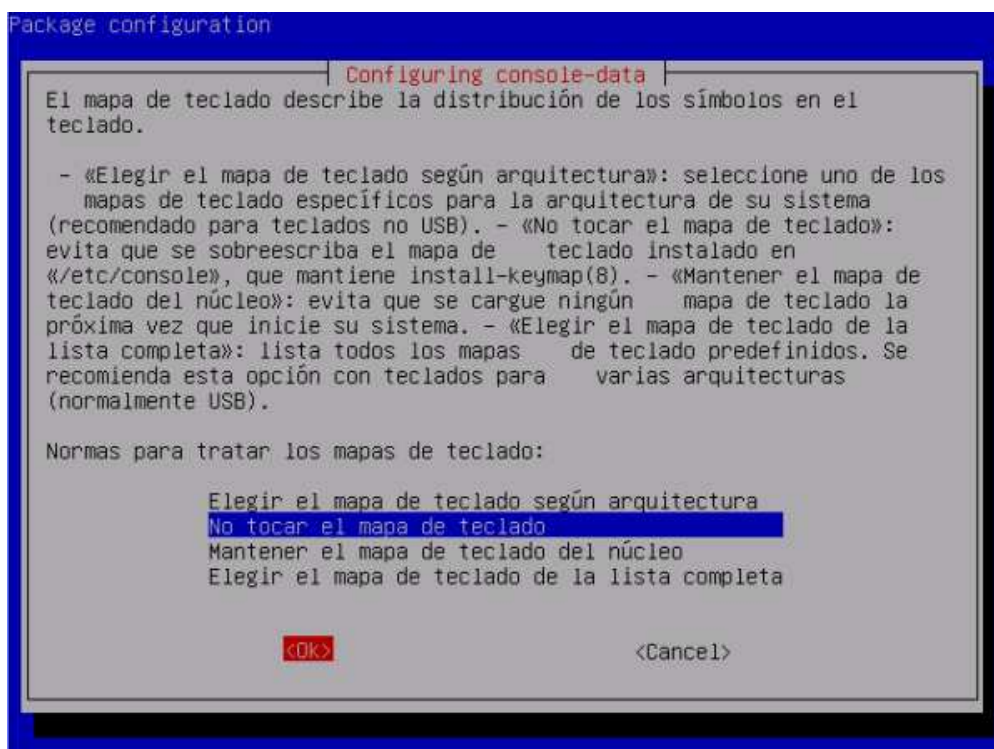 Package configuration
Configuring console-data
El mapa de teclado describe la distribución de los símbolos en el
teclado.
- «Elegir el mapa de teclado según arquitectura»: seleccione uno de los
mapas de teclado específicos para la arquitectura de su sistema
(recomendado para teclados no USB). - «No tocar el mapa de teclado»:
evita que se sobreescriba el mapa de    teclado instalado en
«/etc/console», que mantiene install-keymap(8). - «Mantener el mapa de
teclado del núcleo»: evita que se cargue ningún    mapa de teclado la
próxima vez que inicie su sistema. - «Elegir el mapa de teclado de la
lista completa»: lista todos los mapas    de teclado predefinidos. Se
recomienda esta opción con teclados para    varias arquitecturas
(normalmente USB).
Normas para tratar los mapas de teclado:
Elegir el mapa de teclado según arquitectura
No tocar el mapa de teclado
Mantener el mapa de teclado del núcleo
Elegir el mapa de teclado de la lista completa
<Ok> <Cancel>